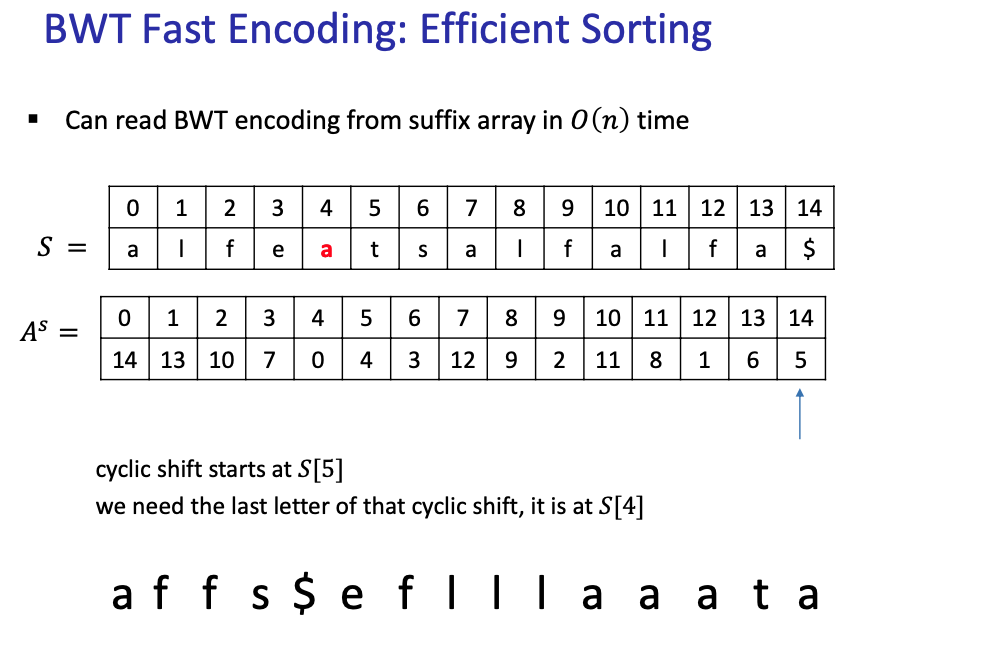 BWT Fast Encoding: Efficient Sorting
▪ Can read BWT encoding from suffix array in O(n) time
0 1 2 3 4 5 6 7 8 9 10 11 12 13 14
S = a l f e a t s a l f a l f a $
0 1 2 3 4 5 6 7 8 9 10 11 12 13 14
Aˢ = 14 13 10 7 0 4 3 12 9 2 11 8 1 6 5
cyclic shift starts at S[5]
we need the last letter of that cyclic shift, it is at S[4]
a f f s $ e f l l l a a a t a